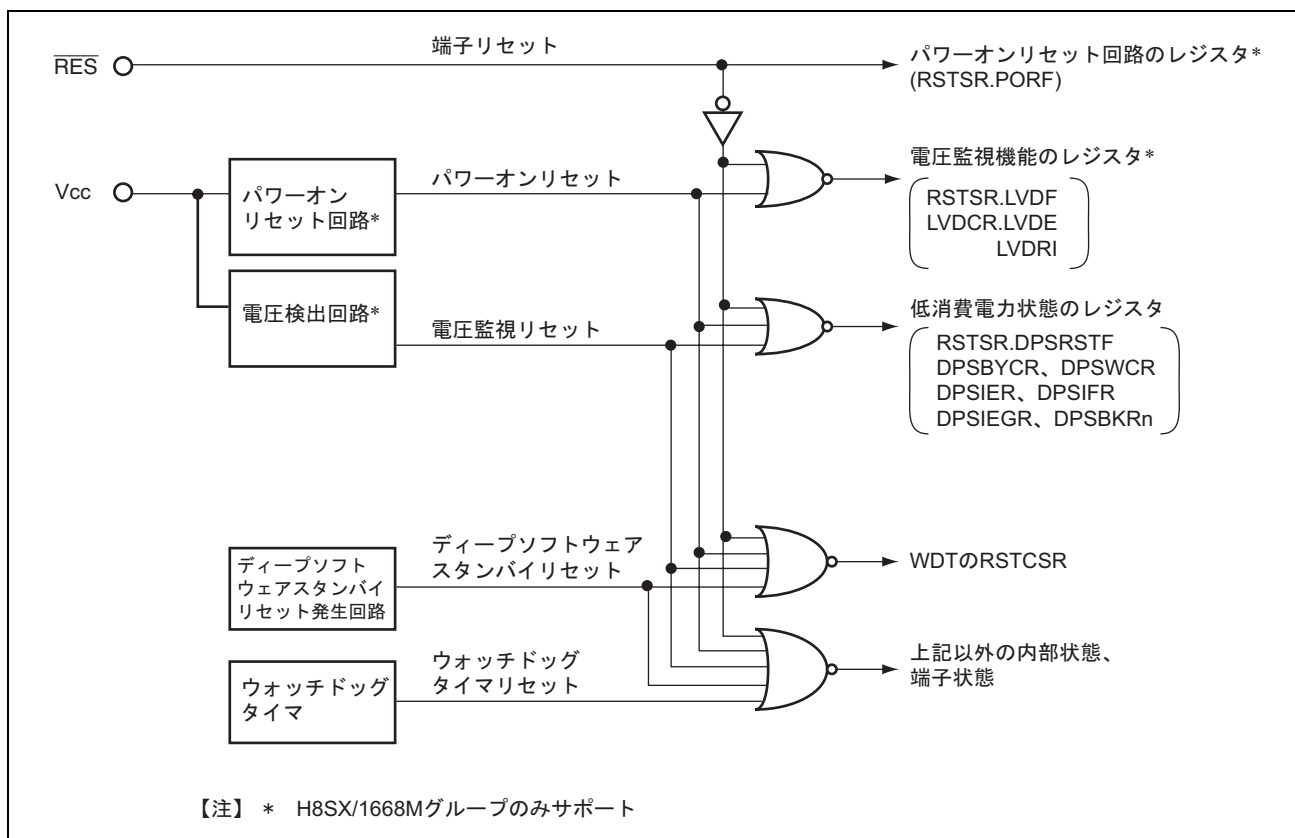 端子リセット
RES
パワーオンリセット回路のレジスタ*
(RSTSR.PORF)
Vcc
パワーオン
リセット回路*
パワーオンリセット
電圧監視機能のレジスタ*
RSTSR.LVDF
LVDCR.LVDE
LVDRI
電圧検出回路*
電圧監視リセット
低消費電力状態のレジスタ
RSTSR.DPSRSTF
DPSBYCR、DPSWCR
DPSIER、DPSIFR
DPSIEGR、DPSBKRn
ディープソフト
ウェアスタンバイ
リセット発生回路
ディープソフトウェア
スタンバイリセット
WDTのRSTCSR
ウォッチドッグ
タイマ
ウォッチドッグ
タイマリセット
上記以外の内部状態、
端子状態
【注】 * H8SX/1668Mグループのみサポート